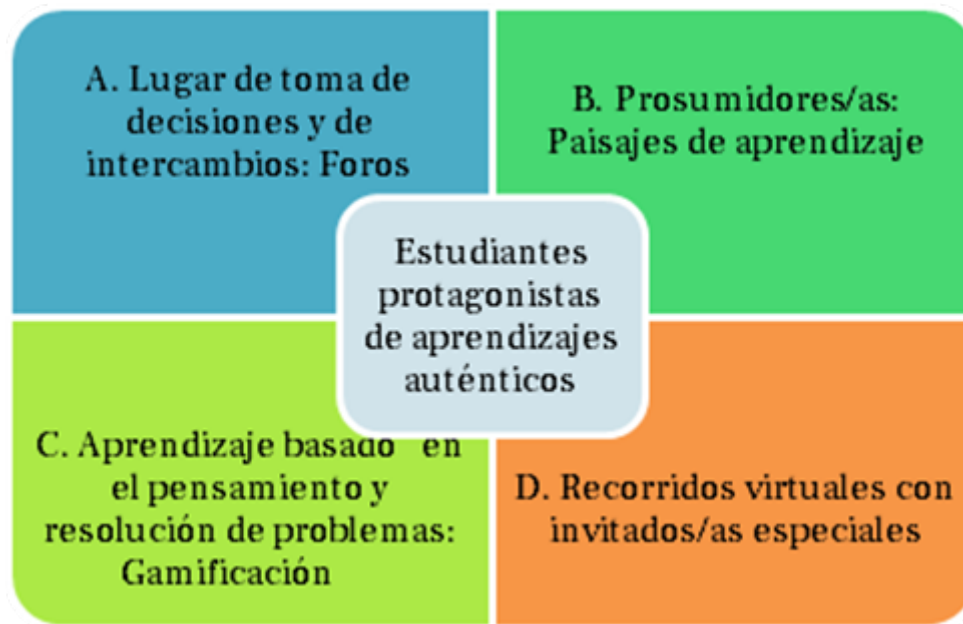 A. Lugar de toma de
decisiones y de
intercambios: Foros
B. Prosumidores/as:
Paisajes de aprendizaje
Estudiantes
protagonistas
de aprendizajes
auténticos
C. Aprendizaje basado en
el pensamiento y
resolución de problemas:
Gamificación
D. Recorridos virtuales con
invitados/as especiales